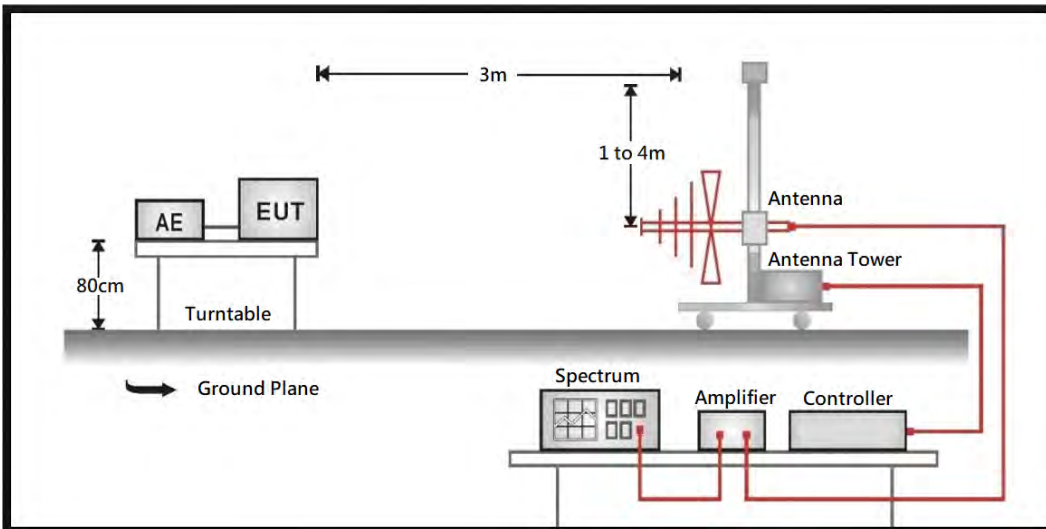 3m
1 to 4m
Antenna
AE
EUT
Antenna Tower
80cm
Turntable
Ground Plane
Spectrum
Amplifier
Controller